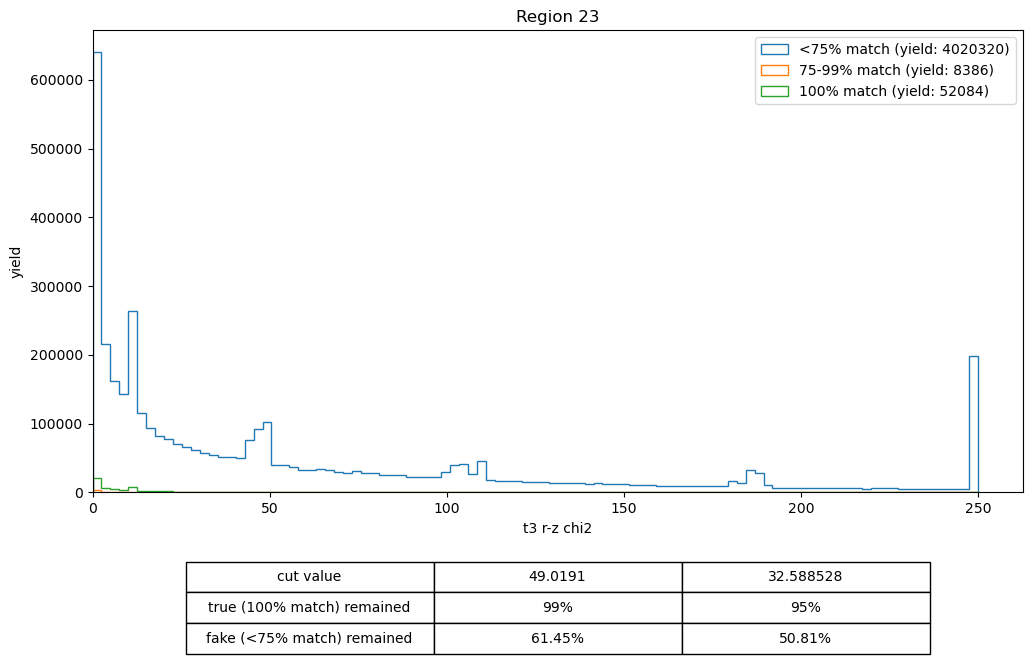 Region 23
<75% match (yield: 4020320)
75-99% match (yield: 8386)
100% match (yield: 52084)
yield
600000
500000
400000
300000
200000
100000
0
0 50 100 150 200 250
t3 r-z chi2
cut value 49.0191 32.588528
true (100% match) remained 99% 95%
fake (<75% match) remained 61.45% 50.81%